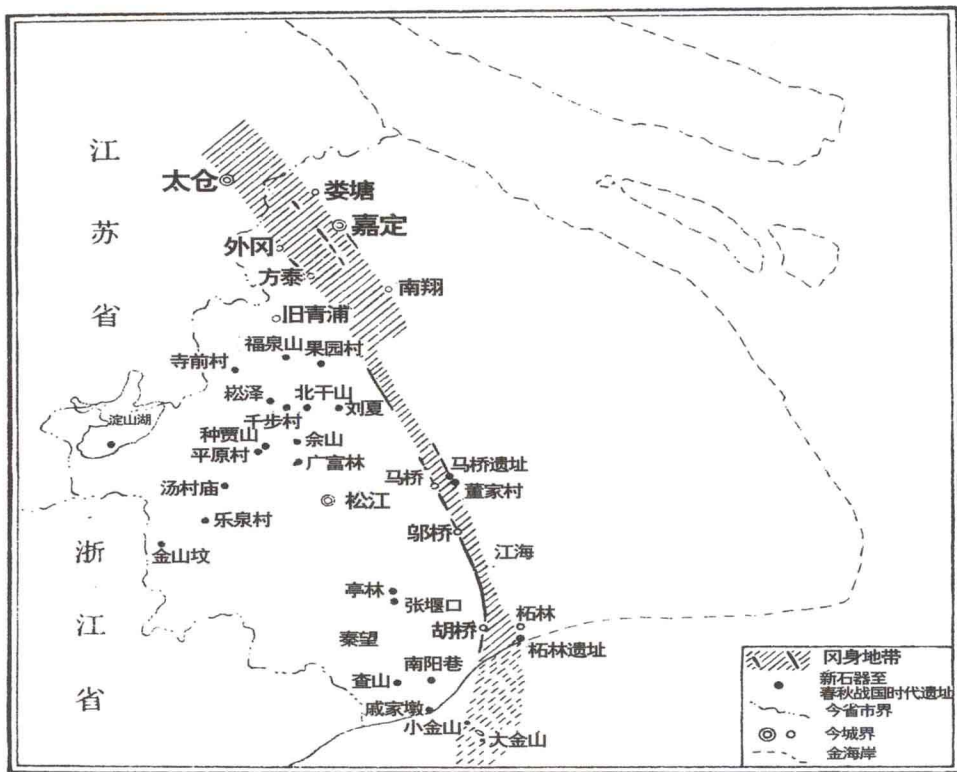 江苏省
太仓
娄塘
嘉定
外冈
方泰
南翔
旧青浦
福泉山
果园村
寺前村
崧泽
北干山
千步村
刘夏
淀山湖
种贾山
佘山
平原村
广富林
马桥
马桥遗址
董家村
汤村庙
松江
乐泉村
邬桥
江海
金山坟
浙江省
亭林
张堰口
秦望
胡桥
柘林
柘林遗址
南阳巷
查山
戚家墩
小金山
大金山
冈身地带
新石器至
春秋战国时代遗址
今省市界
今城界
金海岸